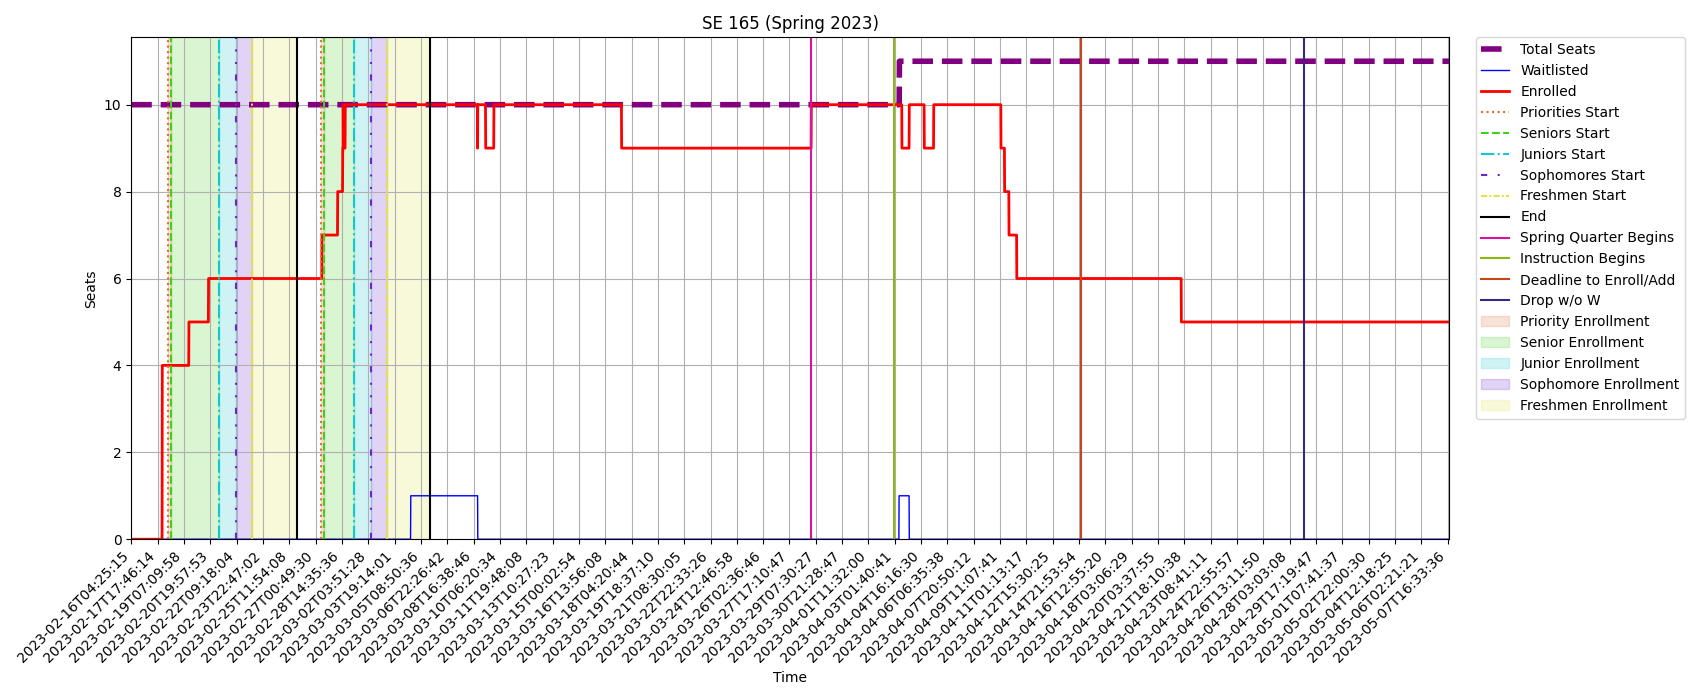 SE 165 (Spring 2023)
Seats
10
8
6
4
2
0
2023-02-16T04:25:15
2023-02-17T17:46:14
2023-02-19T07:09:58
2023-02-20T19:57:53
2023-02-22T09:18:04
2023-02-23T22:47:02
2023-02-25T11:54:08
2023-02-27T00:49:30
2023-02-28T14:35:36
2023-03-02T03:51:28
2023-03-03T19:14:01
2023-03-05T08:50:36
2023-03-06T22:26:42
2023-03-08T16:38:46
2023-03-10T06:20:34
2023-03-11T19:48:08
2023-03-13T10:27:23
2023-03-15T00:02:54
2023-03-16T13:56:08
2023-03-18T04:20:44
2023-03-19T18:37:10
2023-03-21T08:30:05
2023-03-22T22:33:26
2023-03-24T12:46:58
2023-03-26T02:36:46
2023-03-27T17:10:47
2023-03-29T07:30:27
2023-03-30T21:28:47
2023-04-01T11:32:00
2023-04-03T01:40:41
2023-04-04T16:16:30
2023-04-06T06:35:38
2023-04-07T20:50:12
2023-04-09T11:07:41
2023-04-11T01:13:17
2023-04-12T15:30:25
2023-04-14T21:53:54
2023-04-16T12:55:20
2023-04-18T03:06:29
2023-04-20T03:37:55
2023-04-21T18:10:38
2023-04-23T08:41:11
2023-04-24T22:55:57
2023-04-26T13:11:50
2023-04-28T03:03:08
2023-04-29T17:19:47
2023-05-01T07:41:37
2023-05-02T22:00:30
2023-05-04T12:18:25
2023-05-06T02:21:21
2023-05-07T16:33:36
Time
Total Seats
Waitlisted
Enrolled
Priorities Start
Seniors Start
Juniors Start
Sophomores Start
Freshmen Start
End
Spring Quarter Begins
Instruction Begins
Deadline to Enroll/Add
Drop w/o W
Priority Enrollment
Senior Enrollment
Junior Enrollment
Sophomore Enrollment
Freshmen Enrollment